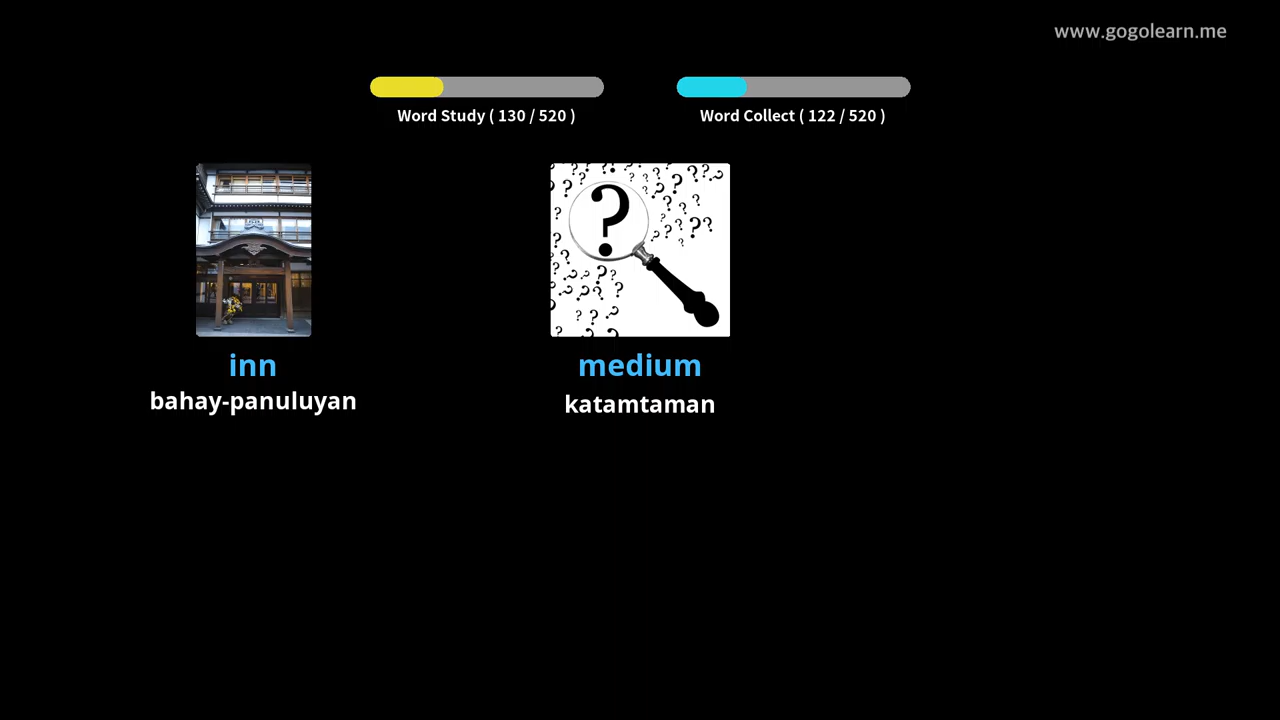 www.gogolearn.me
Word Study ( 130 / 520 )
Word Collect ( 122 / 520 )
inn
bahay-panuluyan
medium
katamtaman